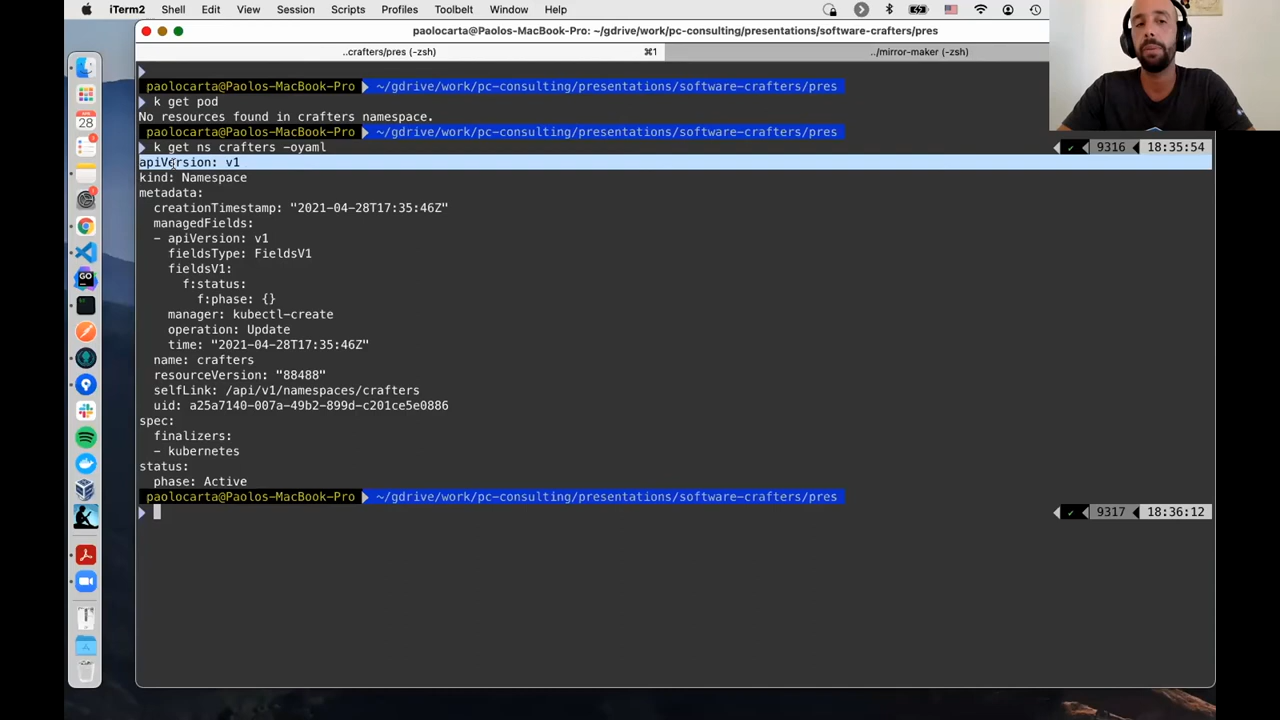 iTerm2 Shell Edit View Session Scripts Profiles Toolbelt Window Help
paolocarta@Paolos-MacBook-Pro: ~/gdrive/work/pc-consulting/presentations/software-crafters/pres
..crafters/pres (-zsh) ⌘1 ../mirror-maker (-zsh)
paolocarta@Paolos-MacBook-Pro ~/gdrive/work/pc-consulting/presentations/software-crafters/pres
k get pod
No resources found in crafters namespace.
paolocarta@Paolos-MacBook-Pro ~/gdrive/work/pc-consulting/presentations/software-crafters/pres
k get ns crafters -oyaml ✔ 9316 18:35:54
apiVersion: v1
kind: Namespace
metadata:
  creationTimestamp: "2021-04-28T17:35:46Z"
  managedFields:
  - apiVersion: v1
    fieldsType: FieldsV1
    fieldsV1:
      f:status:
        f:phase: {}
    manager: kubectl-create
    operation: Update
    time: "2021-04-28T17:35:46Z"
  name: crafters
  resourceVersion: "88488"
  selfLink: /api/v1/namespaces/crafters
  uid: a25a7140-007a-49b2-899d-c201ce5e0886
spec:
  finalizers:
  - kubernetes
status:
  phase: Active
paolocarta@Paolos-MacBook-Pro ~/gdrive/work/pc-consulting/presentations/software-crafters/pres
✔ 9317 18:36:12
28
GO